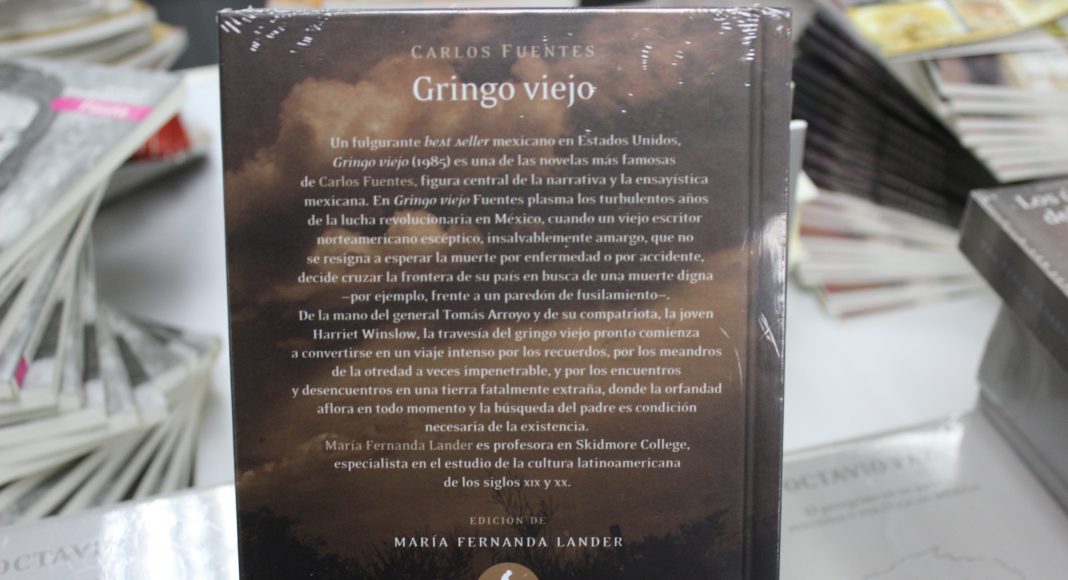 CARLOS FUENTES
Gringo viejo
Un fulgurante best seller mexicano en Estados Unidos,
Gringo viejo (1985) es una de las novelas más famosas
de Carlos Fuentes, figura central de la narrativa y la ensayística
mexicana. En Gringo viejo Fuentes plasma los turbulentos años
de la lucha revolucionaria en México, cuando un viejo escritor
norteamericano escéptico, insalvablemente amargo, que no
se resigna a esperar la muerte por enfermedad o por accidente,
decide cruzar la frontera de su país en busca de una muerte digna
—por ejemplo, frente a un paredón de fusilamiento—.
De la mano del general Tomás Arroyo y de su compatriota, la joven
Harriet Winslow, la travesía del gringo viejo pronto comienza
a convertirse en un viaje intenso por los recuerdos, por los meandros
de la otredad a veces impenetrable, y por los encuentros
y desencuentros en una tierra fatalmente extraña, donde la orfandad
aflora en todo momento y la búsqueda del padre es condición
necesaria de la existencia.
María Fernanda Lander es profesora en Skidmore College,
especialista en el estudio de la cultura latinoamericana
de los siglos XIX y XX.
EDICIÓN DE
MARÍA FERNANDA LANDER
Los
OCTAVIO
OCTAVIO